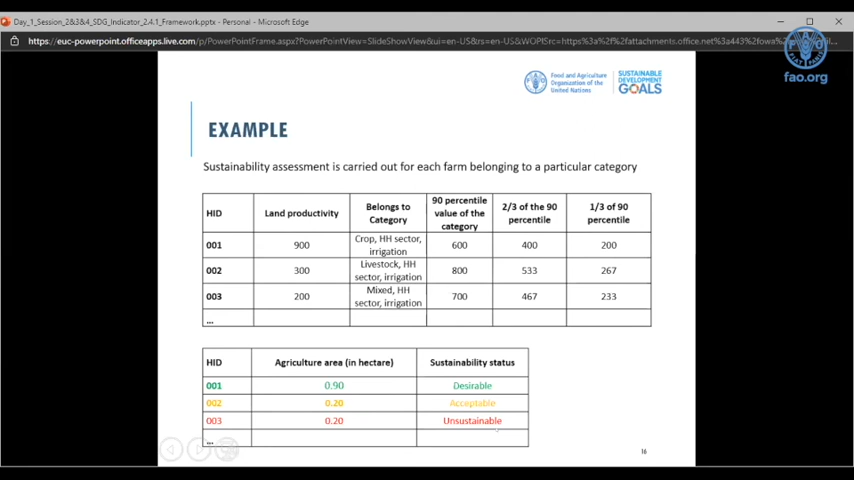 Day_1_Session_2&3&4_SDG_Indicator_2.4.1_Framework.pptx - Personal - Microsoft Edge
https://euc-powerpoint.officeapps.live.com/p/PowerPointFrame.aspx?PowerPointView=SlideShowView&ui=en-US&rs=en-US&WOPISrc=https%3a%2f%2fattachments.office.net%3a443%2fowa%
fao.org
Food and Agriculture
Organization of the
United Nations
SUSTAINABLE
DEVELOPMENT
GOALS
EXAMPLE
Sustainability assessment is carried out for each farm belonging to a particular category
HID Land productivity Belongs to Category 90 percentile value of the category 2/3 of the 90 percentile 1/3 of 90 percentile
001 900 Crop, HH sector, irrigation 600 400 200
002 300 Livestock, HH sector, irrigation 800 533 267
003 200 Mixed, HH sector, irrigation 700 467 233
...
HID Agriculture area (in hectare) Sustainability status
001 0.90 Desirable
002 0.20 Acceptable
003 0.20 Unsustainable
...
16